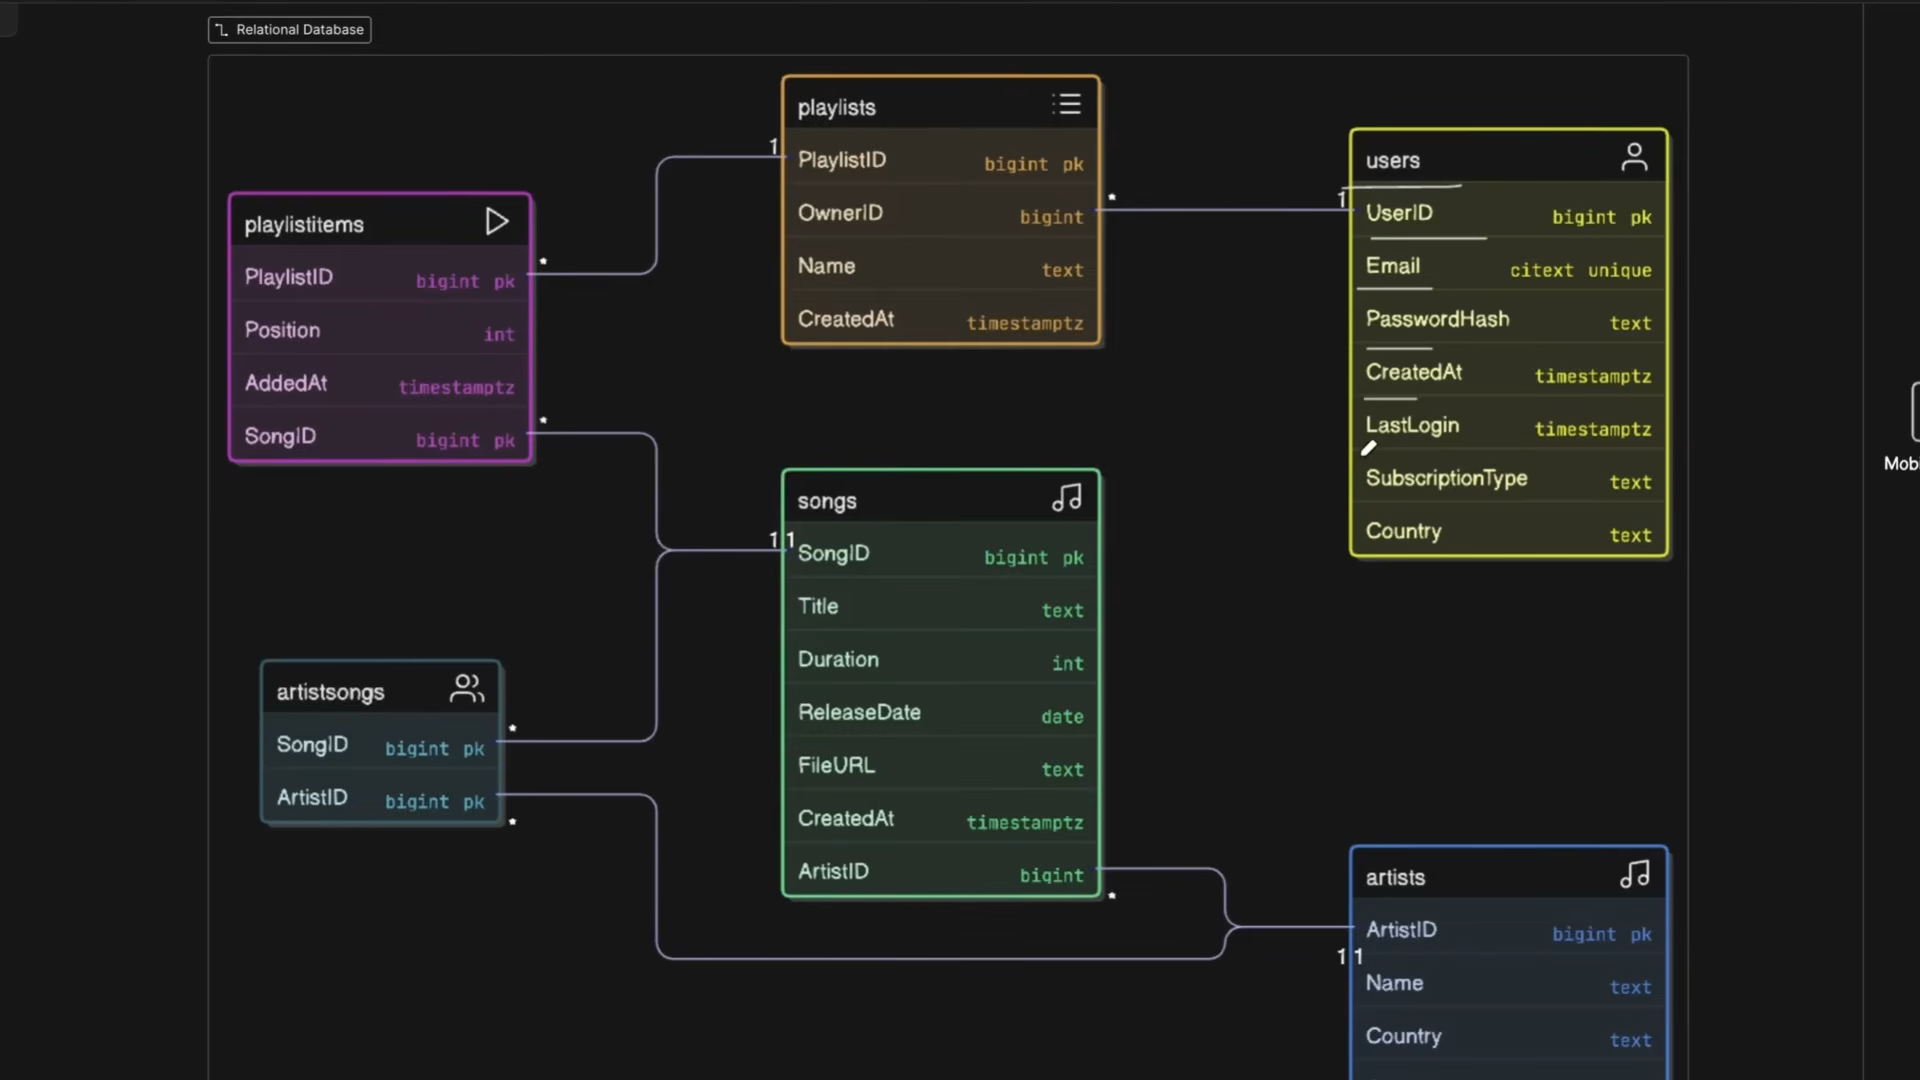 Relational Database
playlists
PlaylistID bigint pk
OwnerID bigint
Name text
CreatedAt timestamptz
1
*
1
users
UserID bigint pk
Email citext unique
PasswordHash text
CreatedAt timestamptz
LastLogin timestamptz
SubscriptionType text
Country text
playlistitems
PlaylistID bigint pk
Position int
AddedAt timestamptz
SongID bigint pk
*
*
songs
1 1
SongID bigint pk
Title text
Duration int
ReleaseDate date
FileURL text
CreatedAt timestamptz
ArtistID bigint
*
artistsongs
SongID bigint pk
ArtistID bigint pk
*
*
artists
ArtistID bigint pk
1 1
Name text
Country text